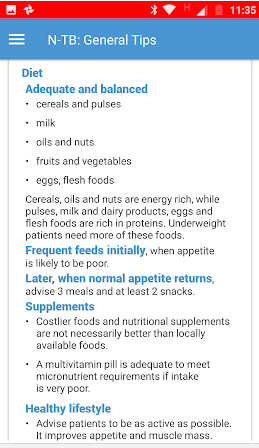 H
11:35
N-TB: General Tips
Diet
Adequate and balanced
• cereals and pulses
• milk
• oils and nuts
• fruits and vegetables
• eggs, flesh foods
Cereals, oils and nuts are energy rich, while
pulses, milk and dairy products, eggs and
flesh foods are rich in proteins. Underweight
patients need more of these foods.
Frequent feeds initially, when appetite
is likely to be poor.
Later, when normal appetite returns,
advise 3 meals and at least 2 snacks.
Supplements
• Costlier foods and nutritional supplements
are not necessarily better than locally
available foods.
• A multivitamin pill is adequate to meet
micronutrient requirements if intake
is very poor.
Healthy lifestyle
• Advise patients to be as active as possible.
It improves appetite and muscle mass.